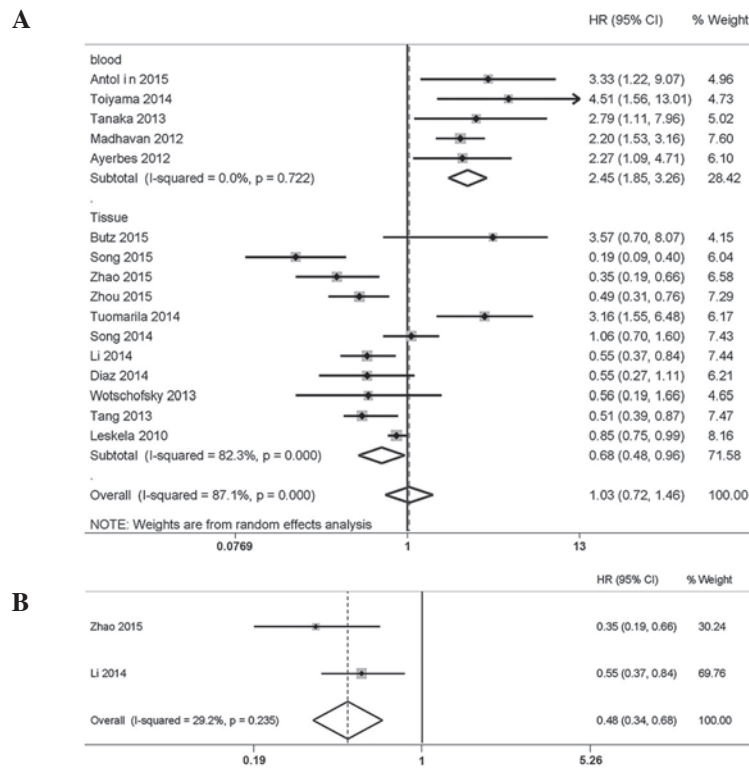 A
HR (95% CI) % Weight
blood
Antol i n 2015 3.33 (1.22, 9.07) 4.96
Toiyama 2014 4.51 (1.56, 13.01) 4.73
Tanaka 2013 2.79 (1.11, 7.96) 5.02
Madhavan 2012 2.20 (1.53, 3.16) 7.60
Ayerbes 2012 2.27 (1.09, 4.71) 6.10
Subtotal (I-squared = 0.0%, p = 0.722) 2.45 (1.85, 3.26) 28.42
.
Tissue
Butz 2015 3.57 (0.70, 8.07) 4.15
Song 2015 0.19 (0.09, 0.40) 6.04
Zhao 2015 0.35 (0.19, 0.66) 6.58
Zhou 2015 0.49 (0.31, 0.76) 7.29
Tuomarila 2014 3.16 (1.55, 6.48) 6.17
Song 2014 1.06 (0.70, 1.60) 7.43
Li 2014 0.55 (0.37, 0.84) 7.44
Diaz 2014 0.55 (0.27, 1.11) 6.21
Wotschofsky 2013 0.56 (0.19, 1.66) 4.65
Tang 2013 0.51 (0.39, 0.87) 7.47
Leskela 2010 0.85 (0.75, 0.99) 8.16
Subtotal (I-squared = 82.3%, p = 0.000) 0.68 (0.48, 0.96) 71.58
.
Overall (I-squared = 87.1%, p = 0.000) 1.03 (0.72, 1.46) 100.00
NOTE: Weights are from random effects analysis
0.0769 1 13
B
HR (95% CI) % Weight
Zhao 2015 0.35 (0.19, 0.66) 30.24
Li 2014 0.55 (0.37, 0.84) 69.76
Overall (I-squared = 29.2%, p = 0.235) 0.48 (0.34, 0.68) 100.00
0.19 1 5.26